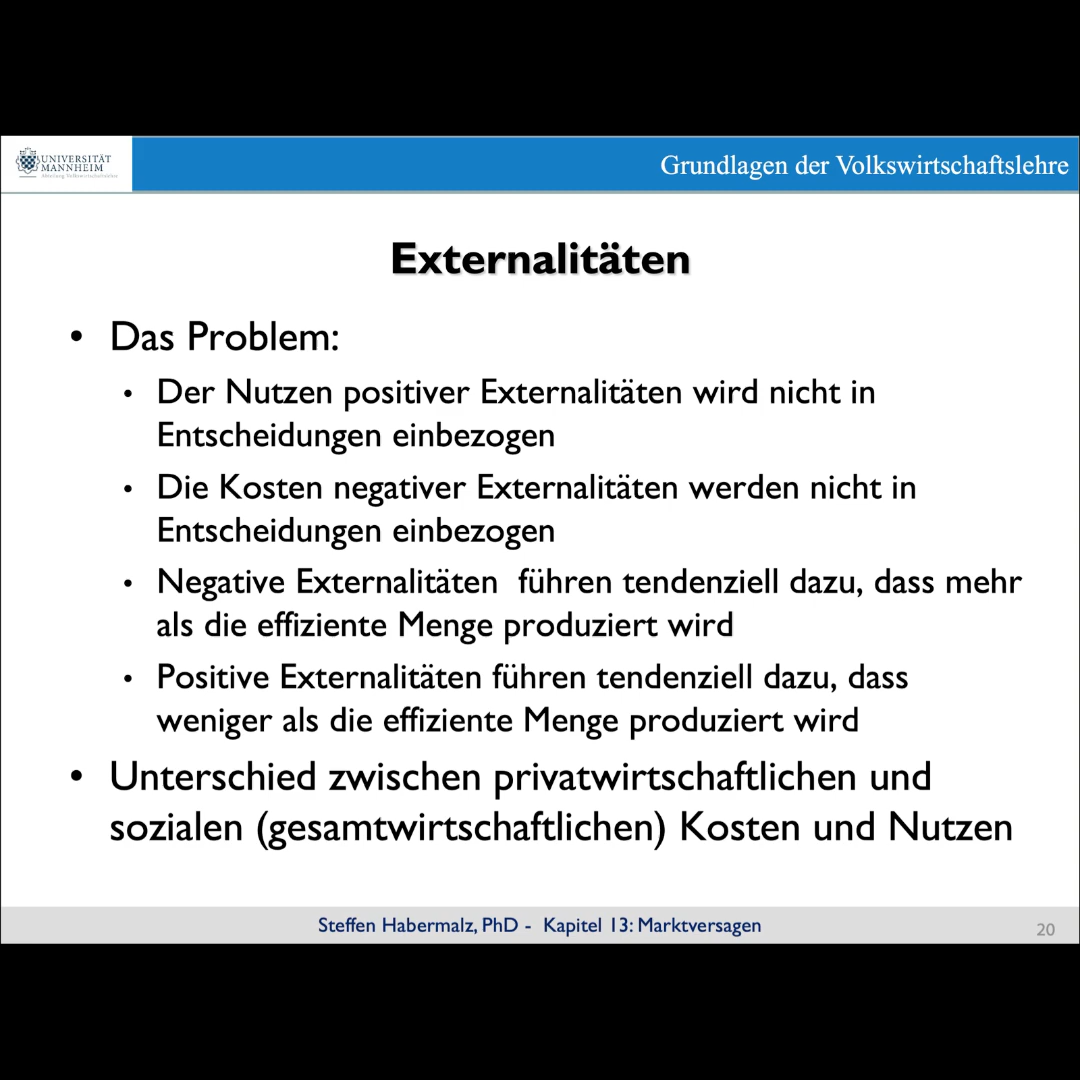 UNIVERSITÄT
MANNHEIM
Grundlagen der Volkswirtschaftslehre
Externalitäten
• Das Problem:
• Der Nutzen positiver Externalitäten wird nicht in
Entscheidungen einbezogen
• Die Kosten negativer Externalitäten werden nicht in
Entscheidungen einbezogen
• Negative Externalitäten  führen tendenziell dazu, dass mehr
als die effiziente Menge produziert wird
• Positive Externalitäten führen tendenziell dazu, dass
weniger als die effiziente Menge produziert wird
• Unterschied zwischen privatwirtschaftlichen und
sozialen (gesamtwirtschaftlichen) Kosten und Nutzen
Steffen Habermalz, PhD -  Kapitel 13: Marktversagen
20